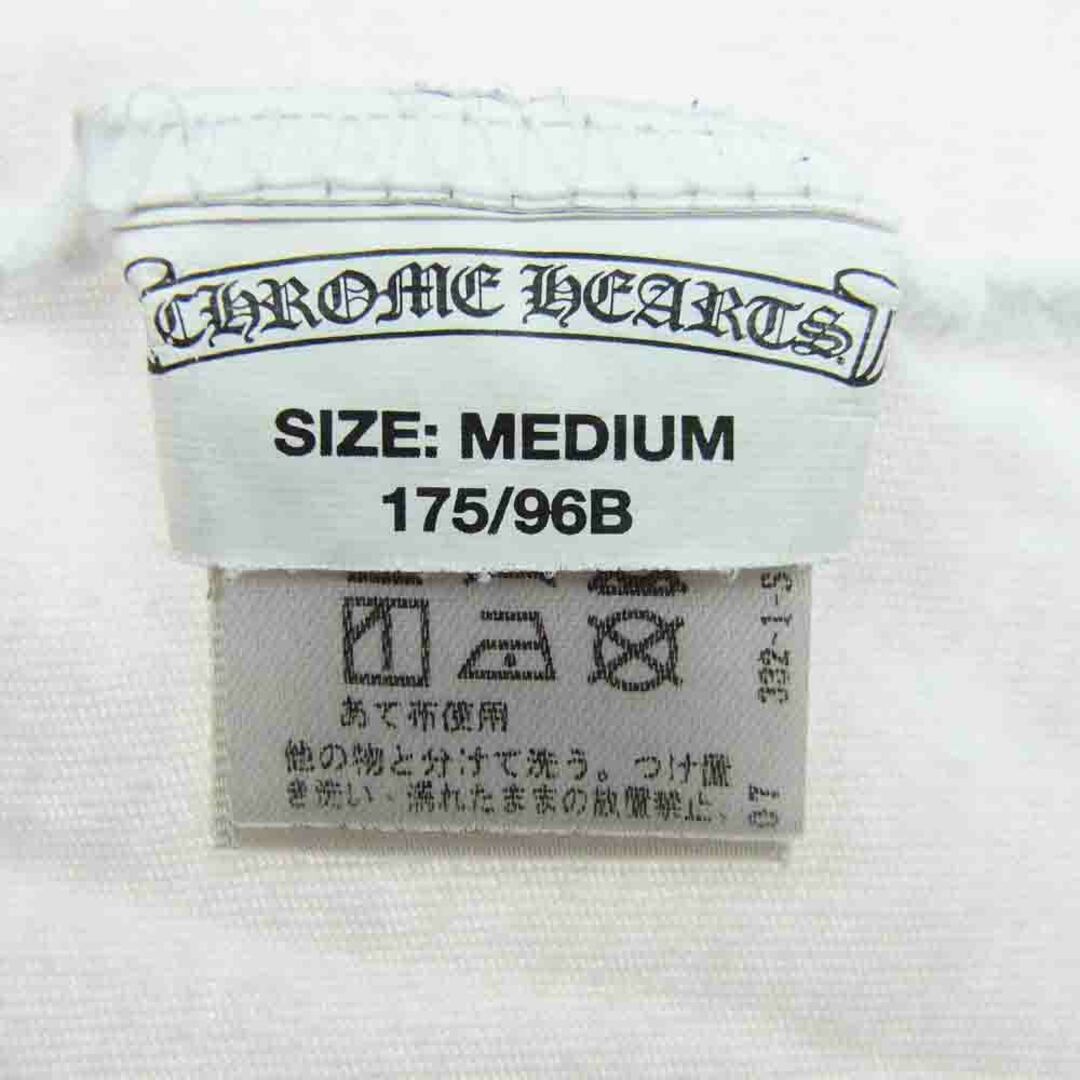 CHROME HEARTS®
SIZE: MEDIUM
175/96B
あて布使用
他の物と分けて洗う。つけ置
き洗い、濡れたままの放置禁止、
07